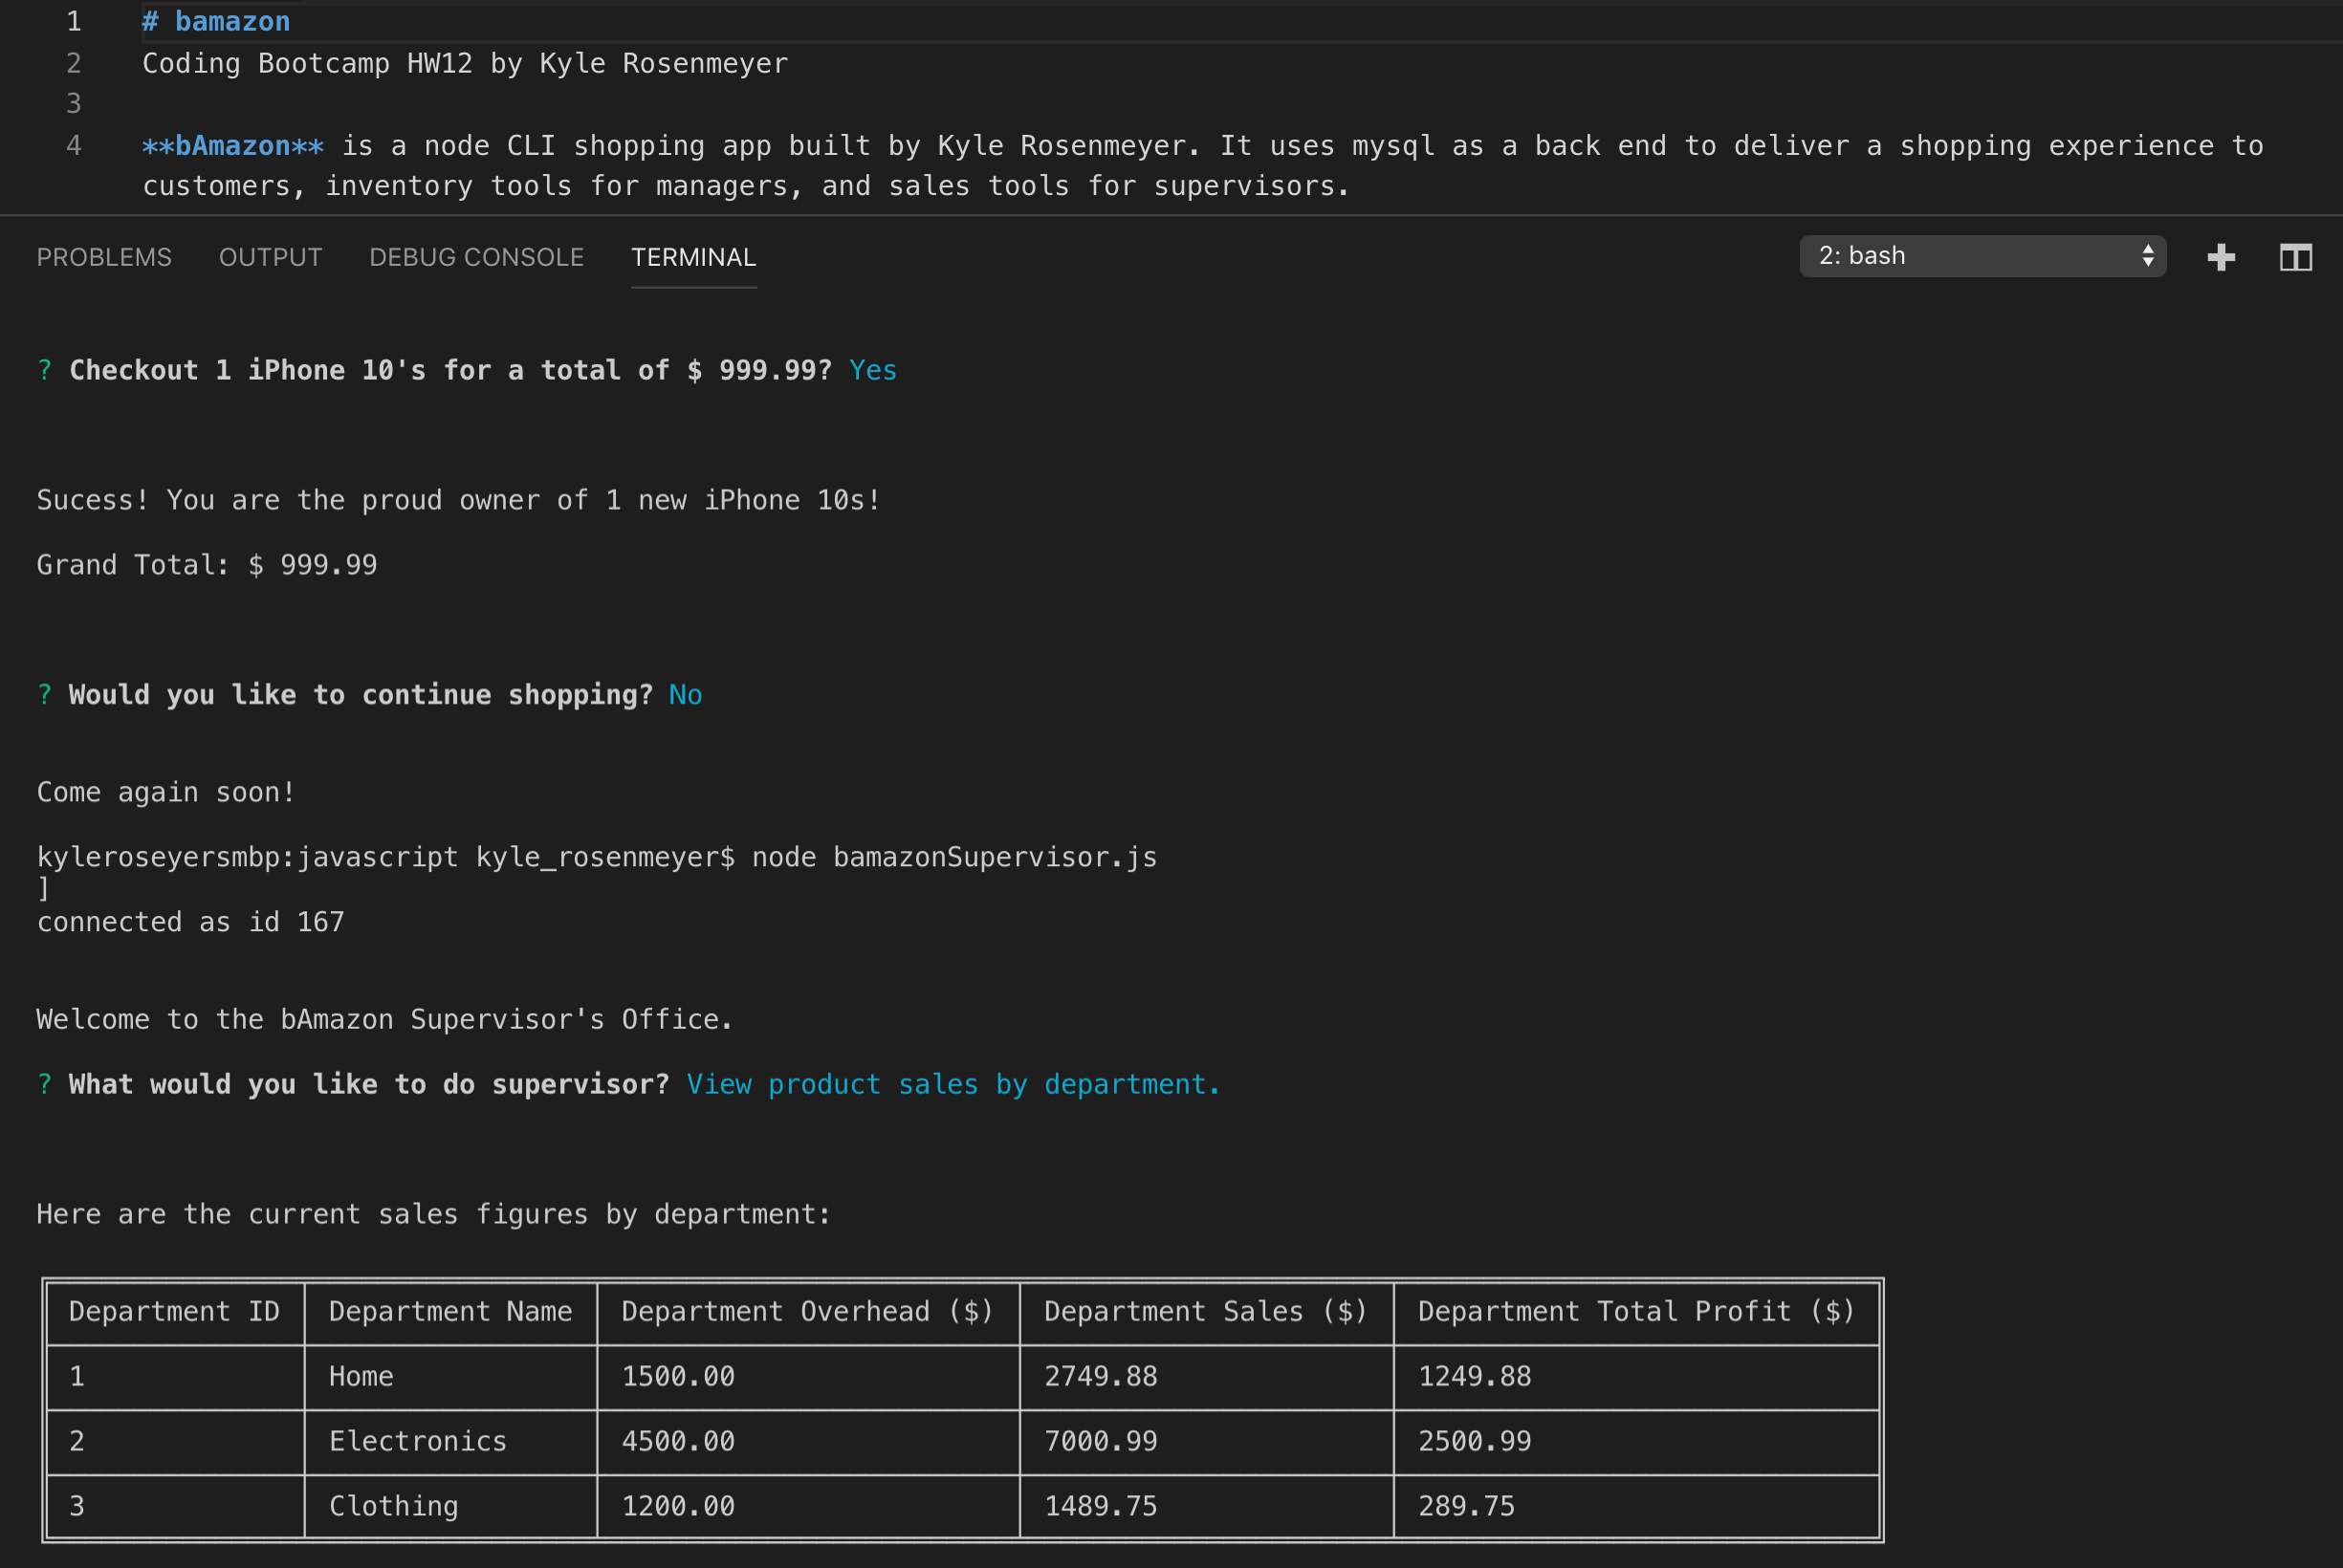 1 # bamazon
2 Coding Bootcamp HW12 by Kyle Rosenmeyer
3
4 **bAmazon** is a node CLI shopping app built by Kyle Rosenmeyer. It uses mysql as a back end to deliver a shopping experience to
customers, inventory tools for managers, and sales tools for supervisors.
PROBLEMS OUTPUT DEBUG CONSOLE TERMINAL 2: bash
? Checkout 1 iPhone 10's for a total of $ 999.99? Yes
Sucess! You are the proud owner of 1 new iPhone 10s!
Grand Total: $ 999.99
? Would you like to continue shopping? No
Come again soon!
kyleroseyersmbp:javascript kyle_rosenmeyer$ node bamazonSupervisor.js
]
connected as id 167
Welcome to the bAmazon Supervisor's Office.
? What would you like to do supervisor? View product sales by department.
Here are the current sales figures by department:
Department ID Department Name Department Overhead ($) Department Sales ($) Department Total Profit ($)
1 Home 1500.00 2749.88 1249.88
2 Electronics 4500.00 7000.99 2500.99
3 Clothing 1200.00 1489.75 289.75